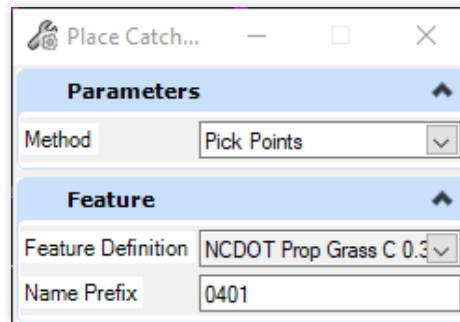 Place Catch...
Parameters
Method Pick Points
Feature
Feature Definition NCDOT Prop Grass C 0.3
Name Prefix 0401